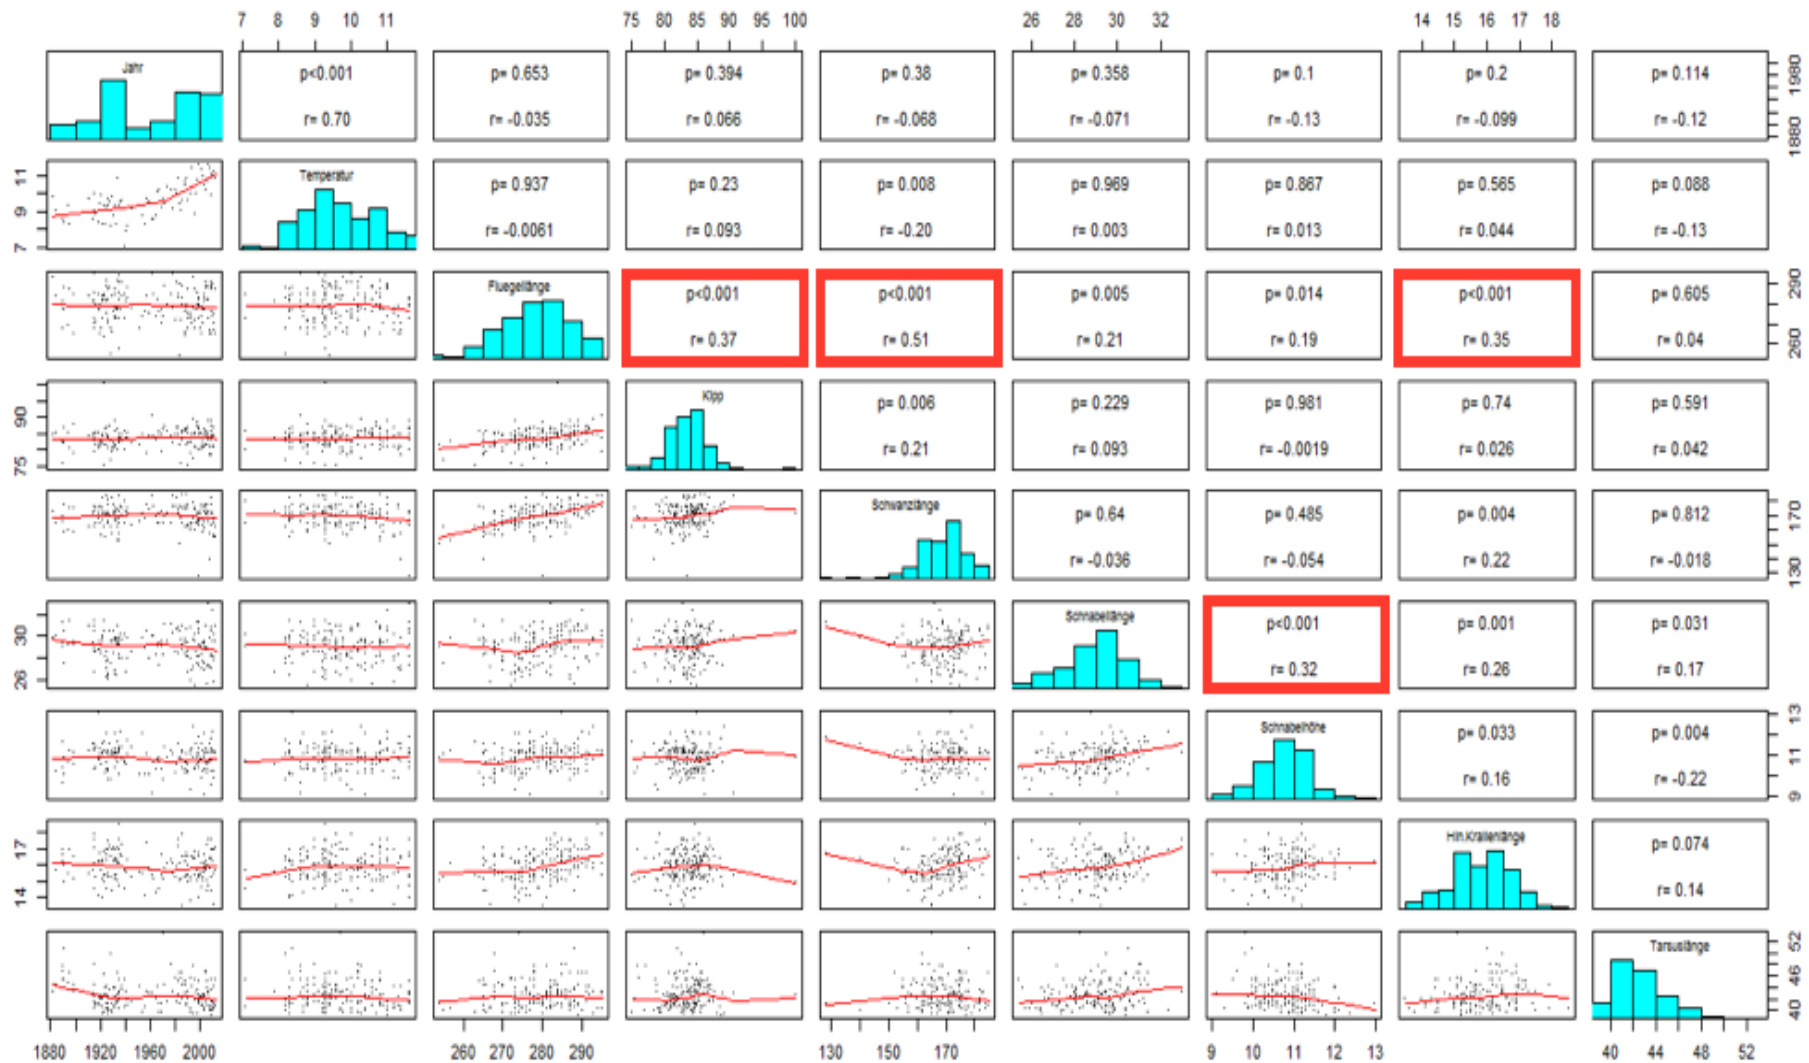 7 8 9 10 11 75 80 85 90 95 100 26 28 30 32 14 15 16 17 18
Jahr p<0.001 p= 0.653 p= 0.394 p= 0.38 p= 0.358 p= 0.1 p= 0.2 p= 0.114 1980
r= 0.70 r= -0.035 r= 0.066 r= -0.068 r= -0.071 r= -0.13 r= -0.099 r= -0.12 1880
11 Temperatur p= 0.937 p= 0.23 p= 0.008 p= 0.969 p= 0.867 p= 0.565 p= 0.088
9
7 r= -0.0061 r= 0.093 r= -0.20 r= 0.003 r= 0.013 r= 0.044 r= -0.13
Fluegellänge p<0.001 p<0.001 p= 0.005 p= 0.014 p<0.001 p= 0.605 290
r= 0.37 r= 0.51 r= 0.21 r= 0.19 r= 0.35 r= 0.04 260
90 Kipp p= 0.006 p= 0.229 p= 0.981 p= 0.74 p= 0.591
75 r= 0.21 r= 0.093 r= -0.0019 r= 0.026 r= 0.042
Schwanzlänge p= 0.64 p= 0.485 p= 0.004 p= 0.812 170
r= -0.036 r= -0.054 r= 0.22 r= -0.018 130
30 Schnabellänge p<0.001 p= 0.001 p= 0.031
26 r= 0.32 r= 0.26 r= 0.17
Schnabelhöhe p= 0.033 p= 0.004 13
11
r= 0.16 r= -0.22 9
17 Hin.Krallenlänge p= 0.074
14 r= 0.14
Tarsuslänge 52
46
40
1880 1920 1960 2000 260 270 280 290 130 150 170 9 10 11 12 13 40 44 48 52